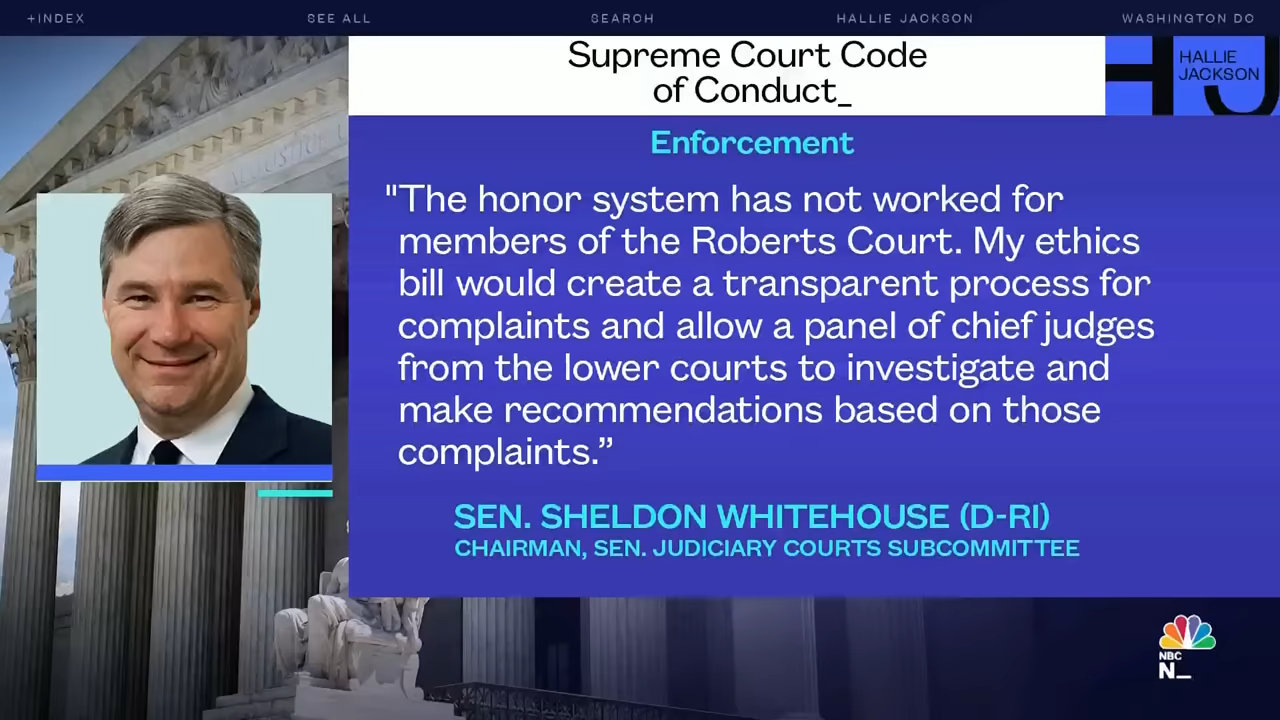 +INDEX
SEE ALL
SEARCH
HALLIE JACKSON
WASHINGTON DC
Supreme Court Code
of Conduct_
HALLIE
JACKSON
Enforcement
"The honor system has not worked for
members of the Roberts Court. My ethics
bill would create a transparent process for
complaints and allow a panel of chief judges
from the lower courts to investigate and
make recommendations based on those
complaints.”
SEN. SHELDON WHITEHOUSE (D-RI)
CHAIRMAN, SEN. JUDICIARY COURTS SUBCOMMITTEE
NBC
N_